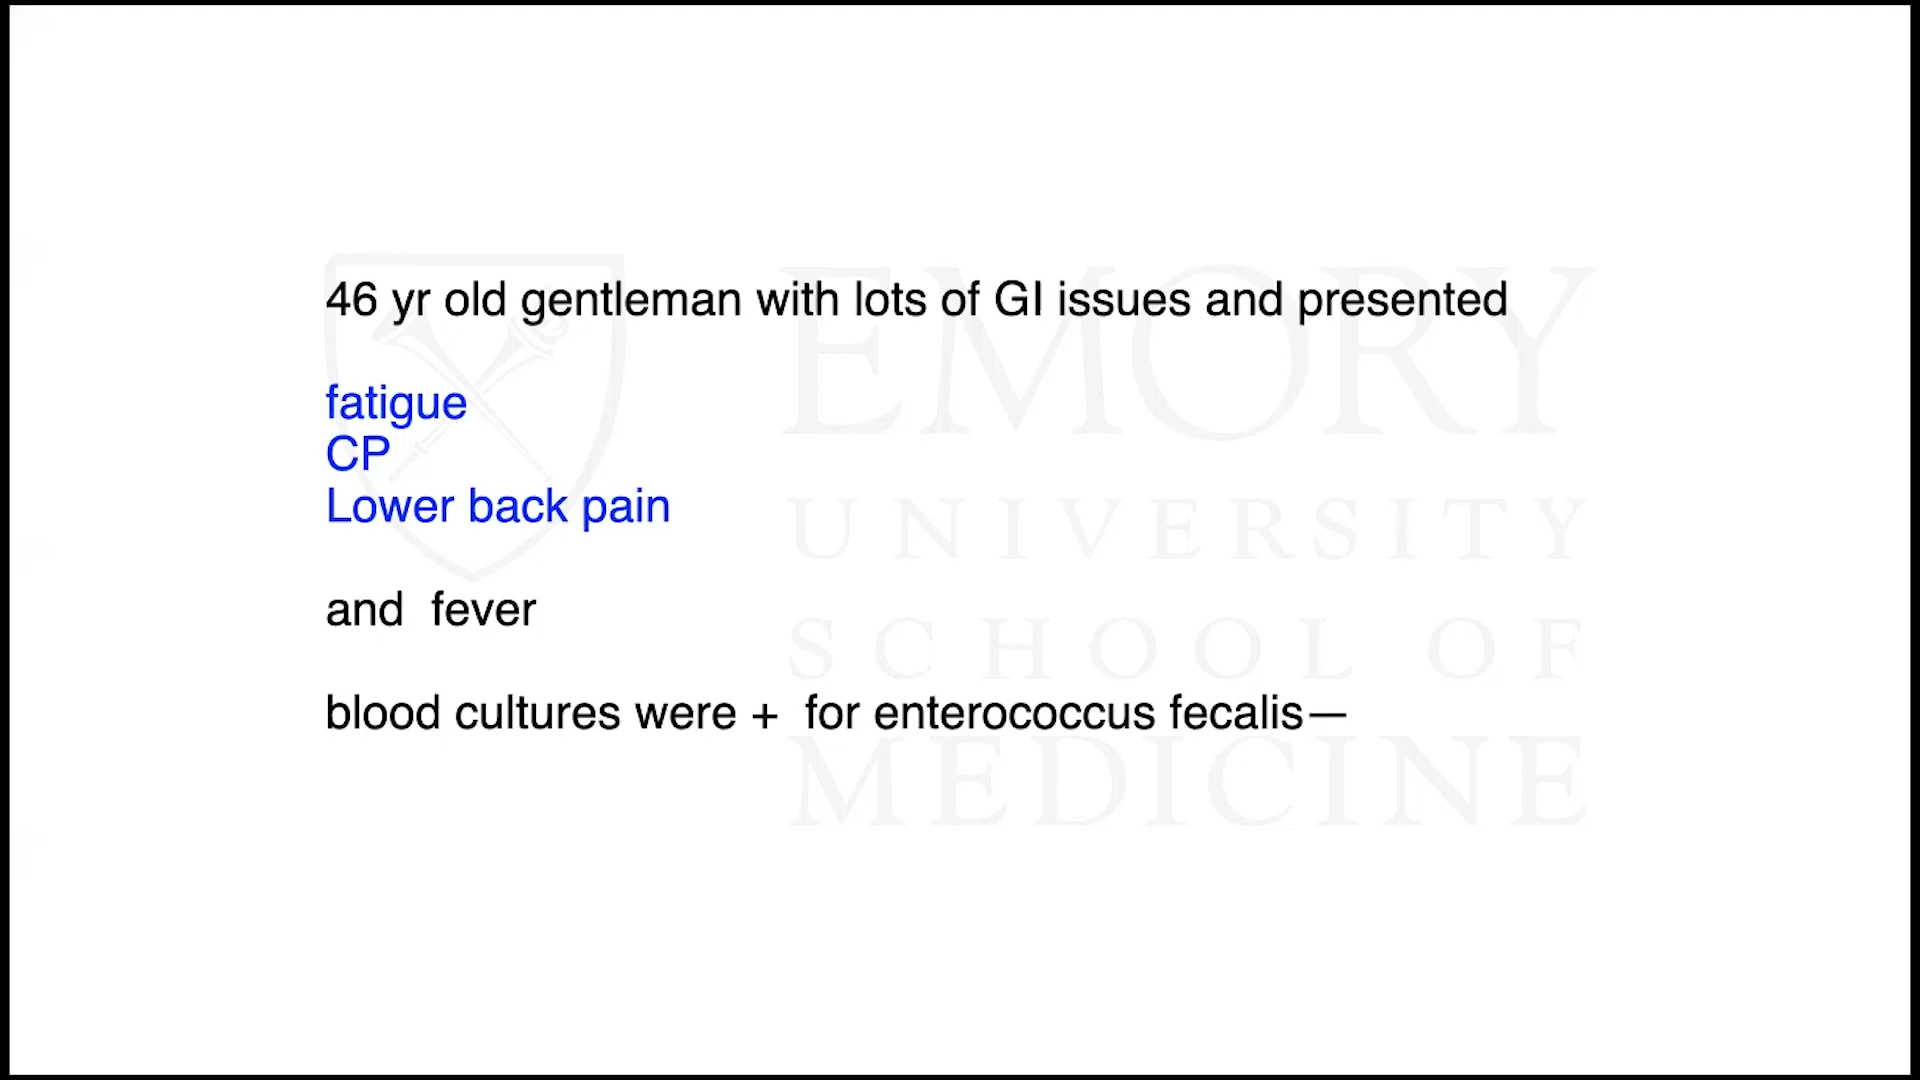 46 yr old gentleman with lots of GI issues and presented
fatigue
CP
Lower back pain
and  fever
blood cultures were +  for enterococcus fecalis—
EMORY
UNIVERSITY
SCHOOL OF
MEDICINE